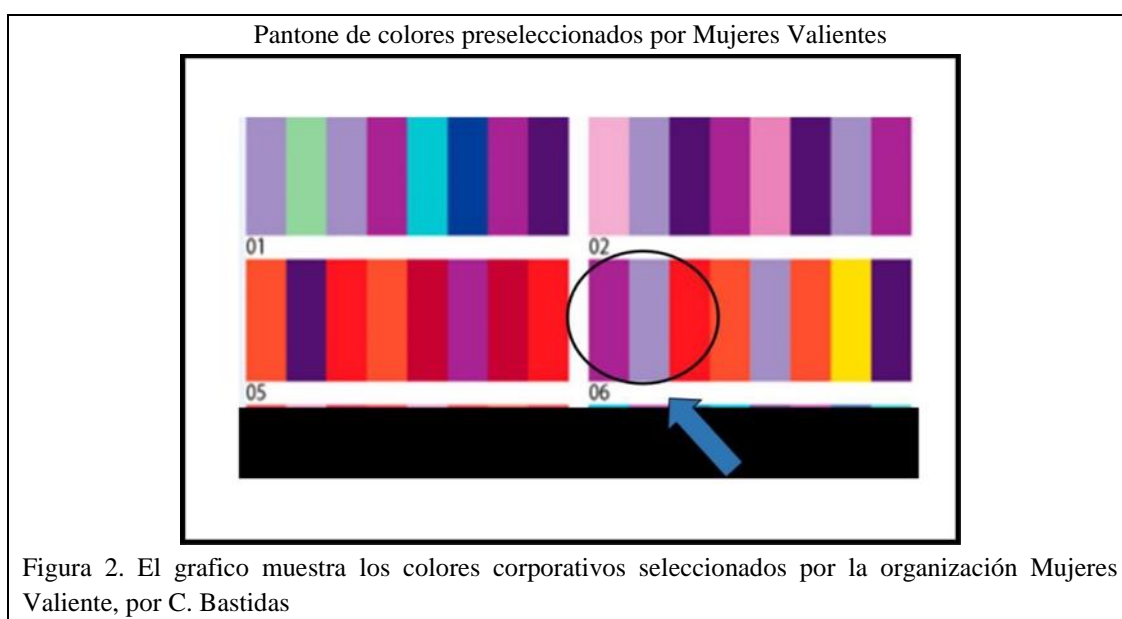 Pantone de colores preseleccionados por Mujeres Valientes
01
02
05
06
Figura 2. El grafico muestra los colores corporativos seleccionados por la organización Mujeres
Valiente, por C. Bastidas